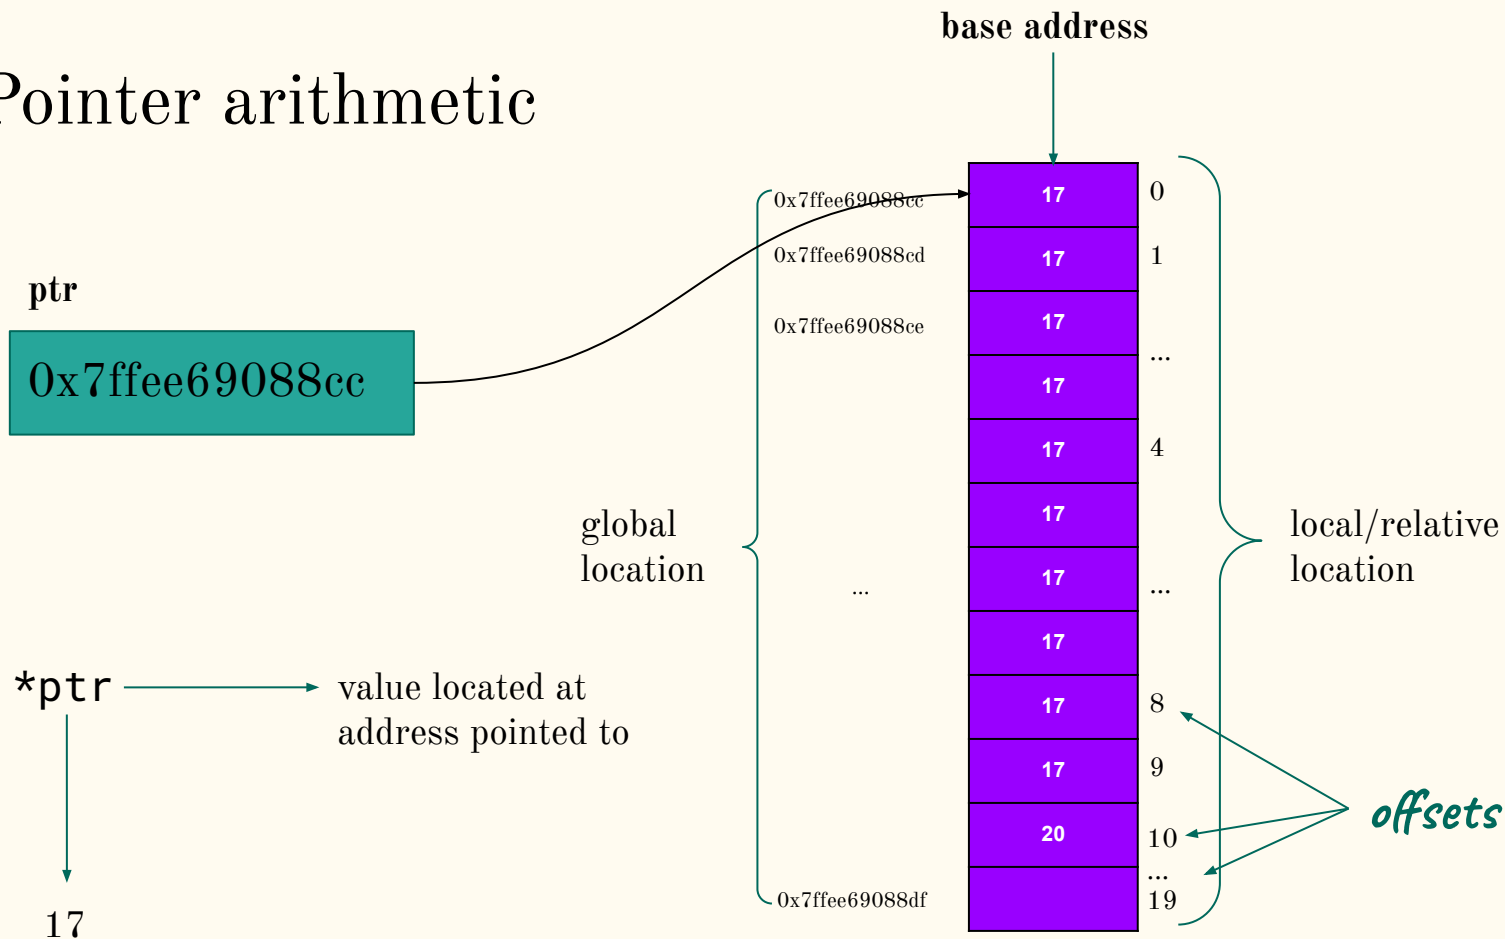 base address
Pointer arithmetic
ptr
0x7ffee69088cc
0x7ffee69088cc
0x7ffee69088cd
0x7ffee69088ce
...
0x7ffee69088df
global
location
17
17
17
17
17
17
17
17
17
17
20
0
1
...
4
...
8
9
10
...
19
local/relative
location
offsets
*ptr
value located at
address pointed to
17